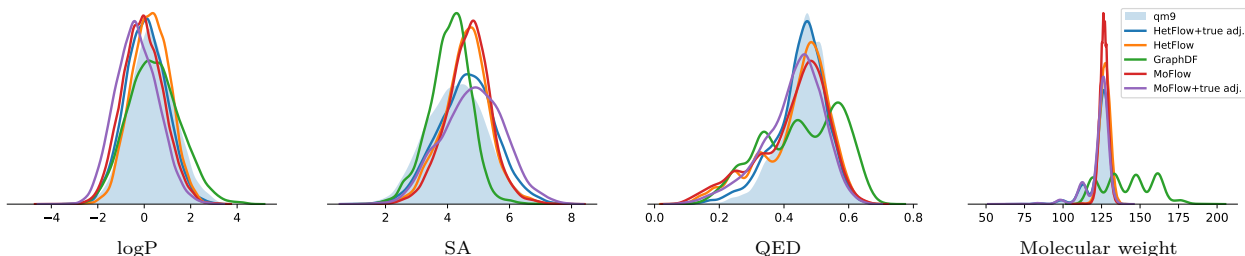 qm9
HetFlow+true adj.
HetFlow
GraphDF
MoFlow
MoFlow+true adj.
−4 −2 0 2 4
2 4 6 8
0.0 0.2 0.4 0.6 0.8
50 75 100 125 150 175 200
logP
SA
QED
Molecular weight